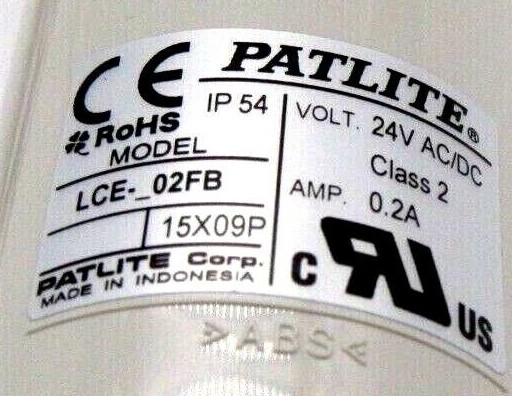 CE
PATLITE®
RoHS
IP 54
MODEL
LCE-_02FB
15X09P
PATLITE Corp.
MADE IN INDONESIA
VOLT. 24V AC/DC
Class 2
AMP. 0.2A
C RU US
>ABS<